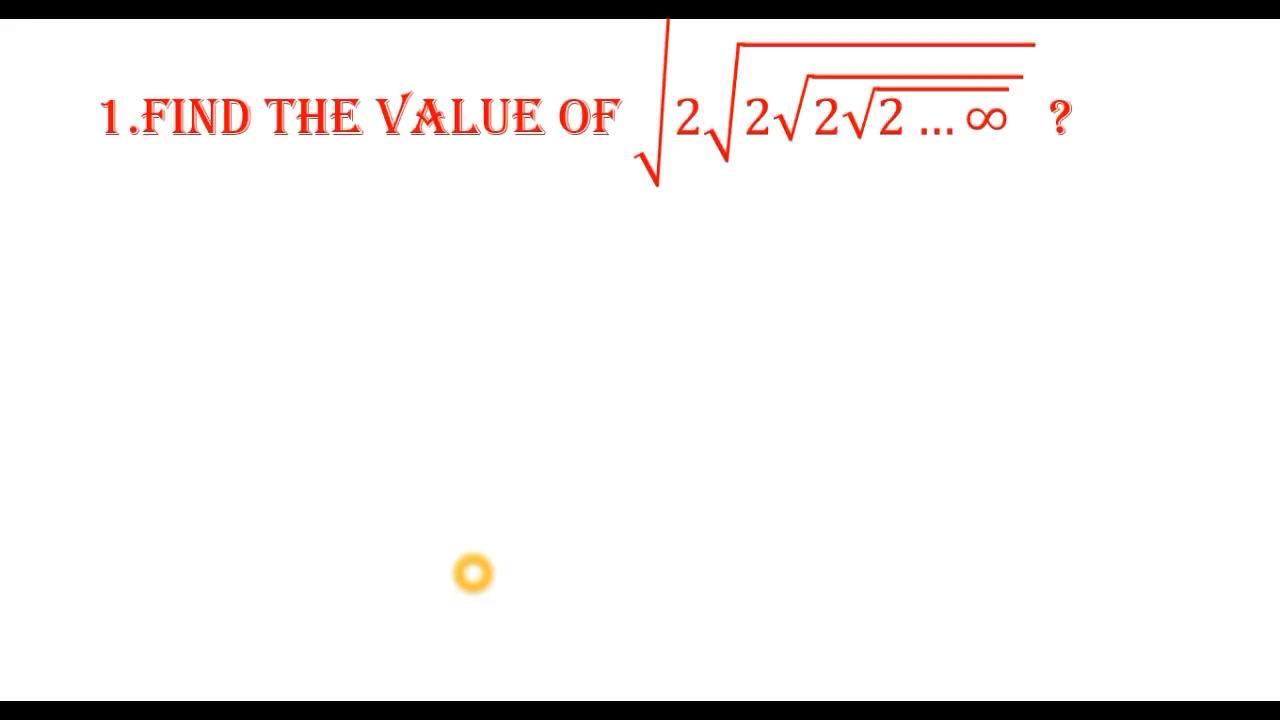 1.FIND THE VALUE OF √2√2√2√2 … ∞ ?